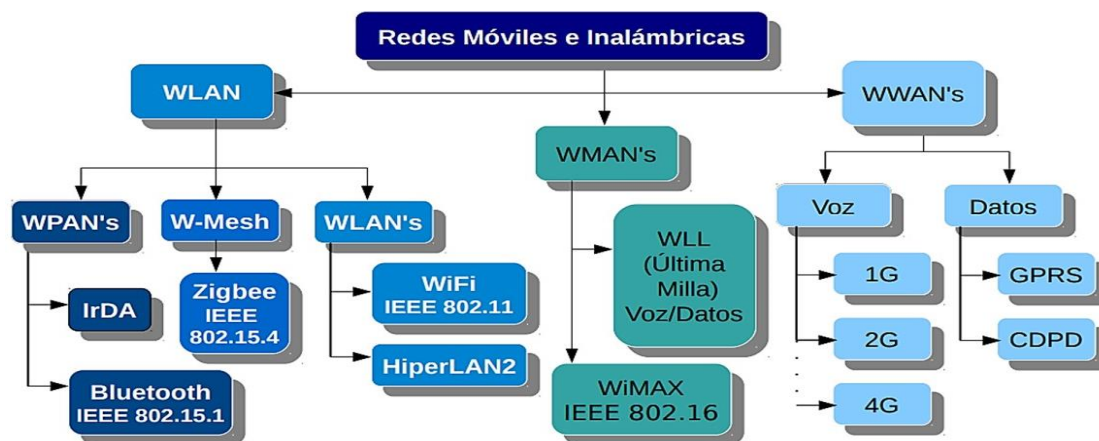 Redes Móviles e Inalámbricas
WLAN
WMAN's
WWAN's
WPAN's
W-Mesh
WLAN's
Voz
Datos
IrDA
Bluetooth
IEEE 802.15.1
Zigbee
IEEE
802.15.4
WiFi
IEEE 802.11
HiperLAN2
WLL
(Última
Milla)
Voz/Datos
WiMAX
IEEE 802.16
1G
2G
4G
GPRS
CDPD